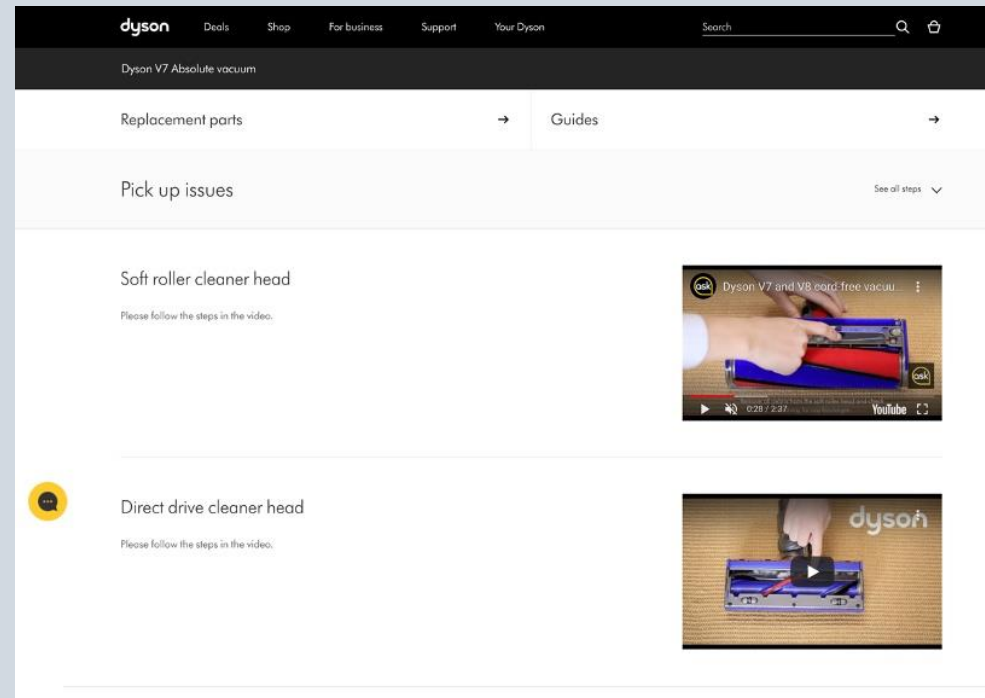 dyson Deals Shop For business Support Your Dyson Search
Dyson V7 Absolute vacuum
Replacement parts → Guides →
Pick up issues See all steps
Soft roller cleaner head
Please follow the steps in the video.
ask Dyson V7 and V8 cord-free vacuu...
ask
0:28 / 2:37 YouTube
Direct drive cleaner head
Please follow the steps in the video.
dyson